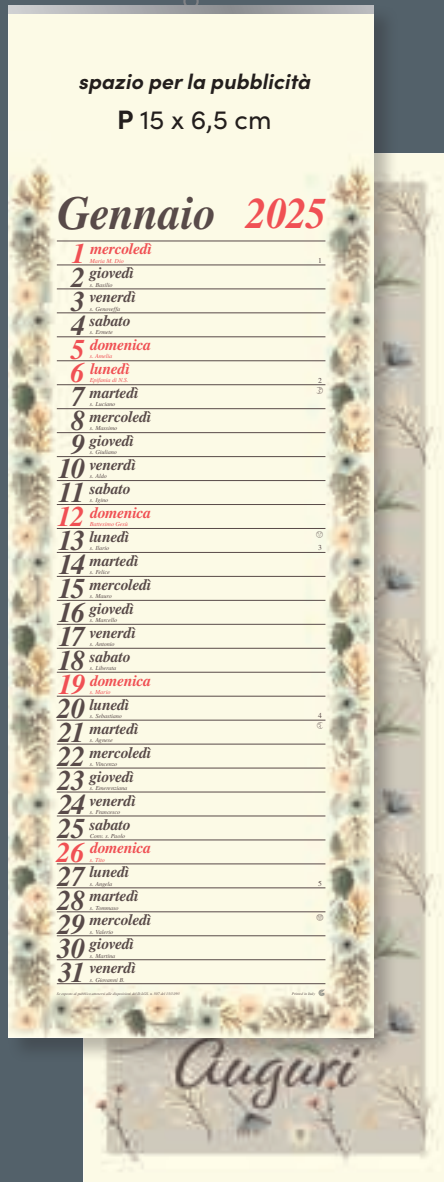 spazio per la pubblicità
P 15 x 6,5 cm
Gennaio 2025
1 mercoledì
Maria M. Dio 1
2 giovedì
s. Basilio
3 venerdì
s. Genoveffa
4 sabato
s. Ermete
5 domenica
s. Amelia
6 lunedì
Epifania di N.S. 2
7 martedì
s. Luciano
8 mercoledì
s. Massimo
9 giovedì
s. Giuliano
10 venerdì
s. Aldo
11 sabato
s. Igino
12 domenica
Battesimo Gesù
13 lunedì
s. Ilario 3
14 martedì
s. Felice
15 mercoledì
s. Mauro
16 giovedì
s. Marcello
17 venerdì
s. Antonio
18 sabato
s. Liberata
19 domenica
s. Mario
20 lunedì
s. Sebastiano 4
21 martedì
s. Agnese
22 mercoledì
s. Vincenzo
23 giovedì
s. Emerenziana
24 venerdì
s. Francesco
25 sabato
Conv. s. Paolo
26 domenica
s. Tito
27 lunedì
s. Angela 5
28 martedì
s. Tommaso
29 mercoledì
s. Valerio
30 giovedì
s. Martina
31 venerdì
s. Giovanni B.
Printed in Italy
Auguri